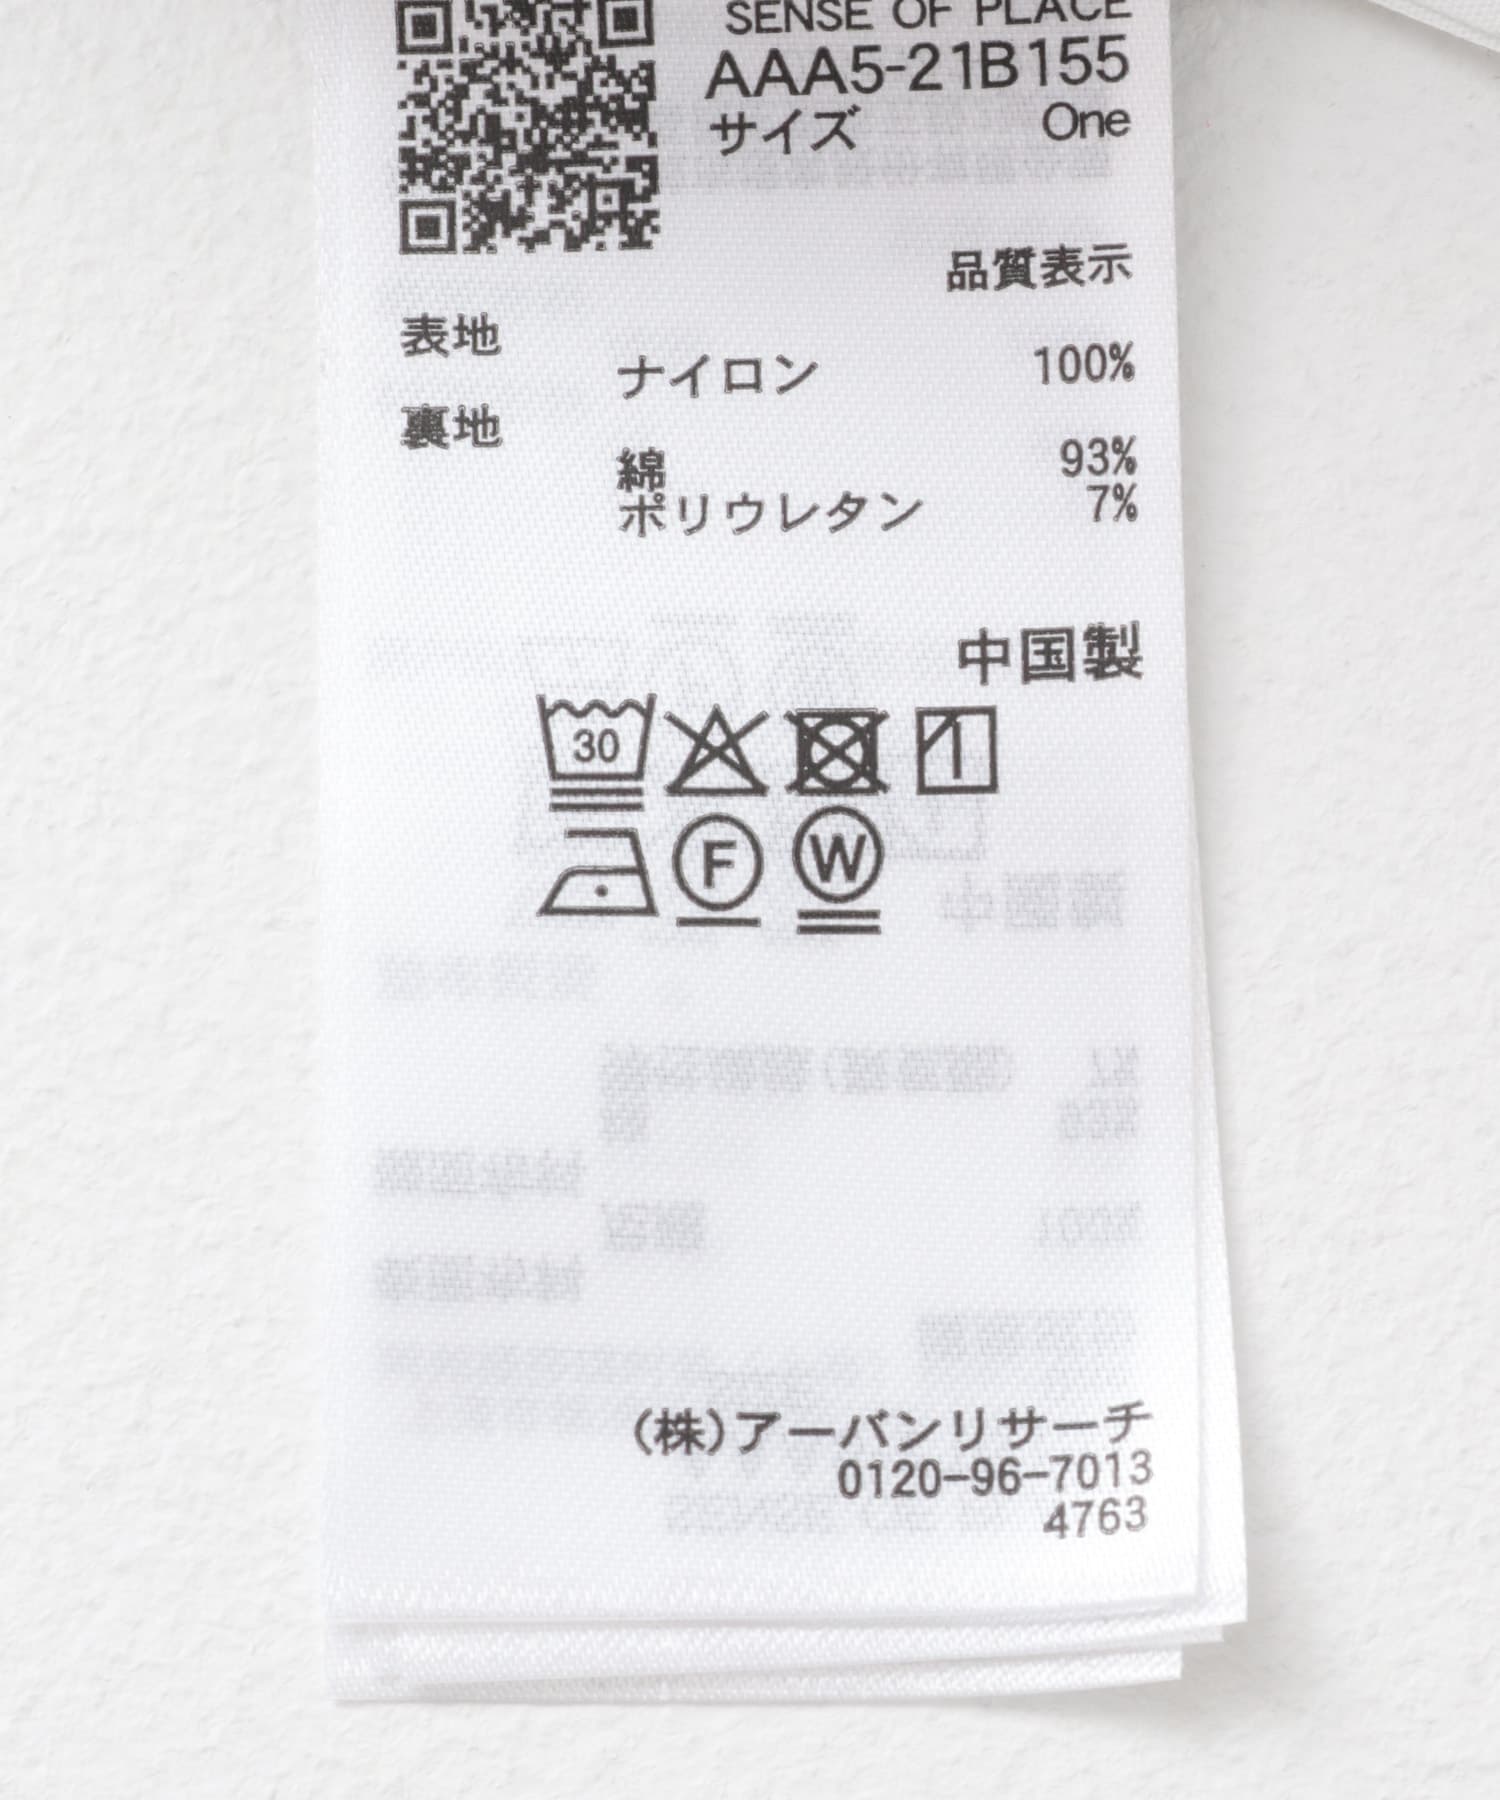 SENSE OF PLACE
AAA5-21B155
サイズ One
品質表示
表地
ナイロン 100%
裏地
綿 93%
ポリウレタン 7%
中国製
30
F W
(株)アーバンリサーチ
0120-96-7013
4763